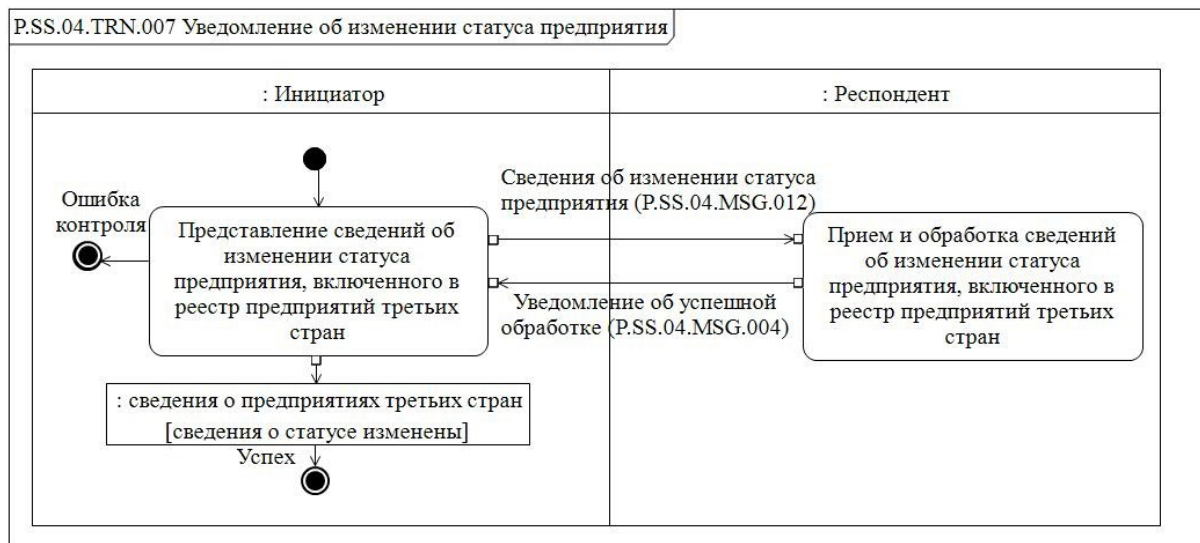 P.SS.04.TRN.007 Уведомление об изменении статуса предприятия
: Инициатор
: Респондент
Ошибка
контроля
Представление сведений об
изменении статуса
предприятия, включенного в
реестр предприятий третьих
стран
Сведения об изменении статуса
предприятия (P.SS.04.MSG.012)
Уведомление об успешной
обработке (P.SS.04.MSG.004)
Прием и обработка сведений
об изменении статуса
предприятия, включенного в
реестр предприятий третьих
стран
: сведения о предприятиях третьих стран
[сведения о статусе изменены]
Успех